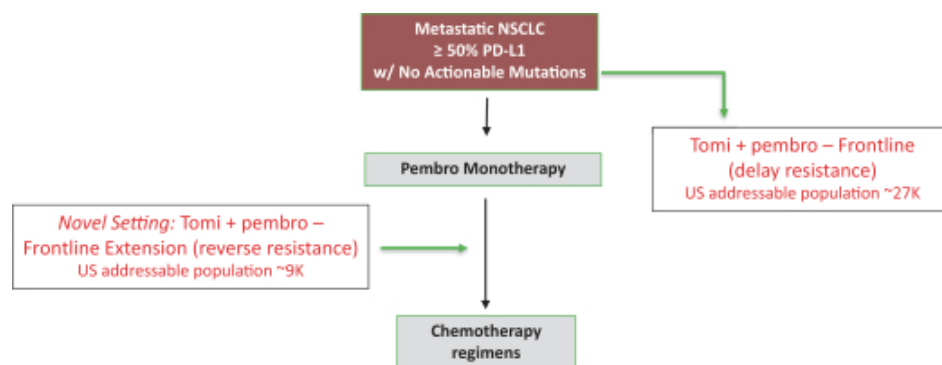 Metastatic NSCLC
≥ 50% PD-L1
w/ No Actionable Mutations
Pembro Monotherapy
Tomi + pembro – Frontline
(delay resistance)
US addressable population ~27K
Novel Setting: Tomi + pembro –
Frontline Extension (reverse resistance)
US addressable population ~9K
Chemotherapy
regimens